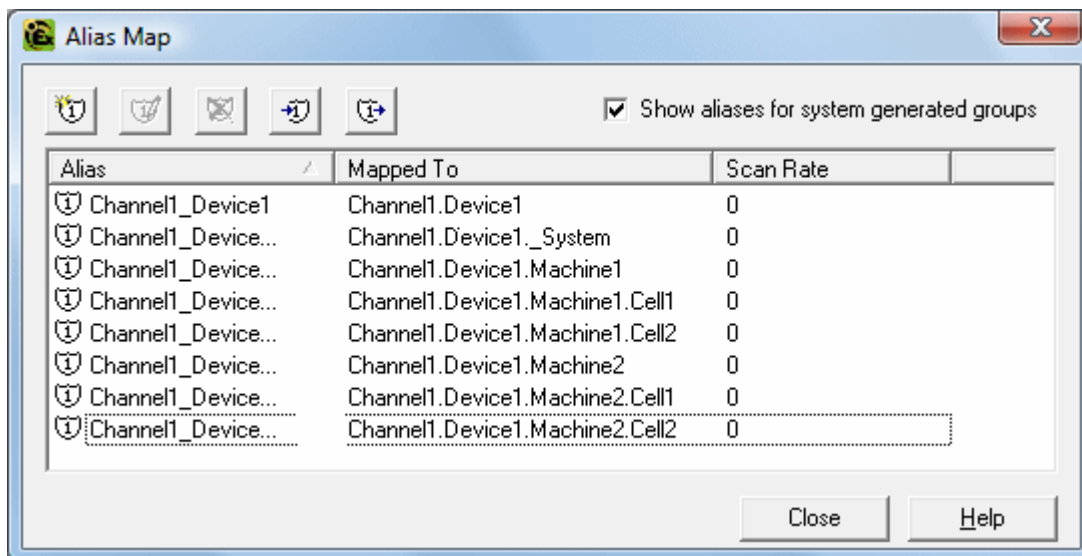 Alias Map
Show aliases for system generated groups
Alias Mapped To Scan Rate
Channel1_Device1 Channel1.Device1 0
Channel1_Device... Channel1.Device1._System 0
Channel1_Device... Channel1.Device1.Machine1 0
Channel1_Device... Channel1.Device1.Machine1.Cell1 0
Channel1_Device... Channel1.Device1.Machine1.Cell2 0
Channel1_Device... Channel1.Device1.Machine2 0
Channel1_Device... Channel1.Device1.Machine2.Cell1 0
Channel1_Device... Channel1.Device1.Machine2.Cell2 0
Close Help